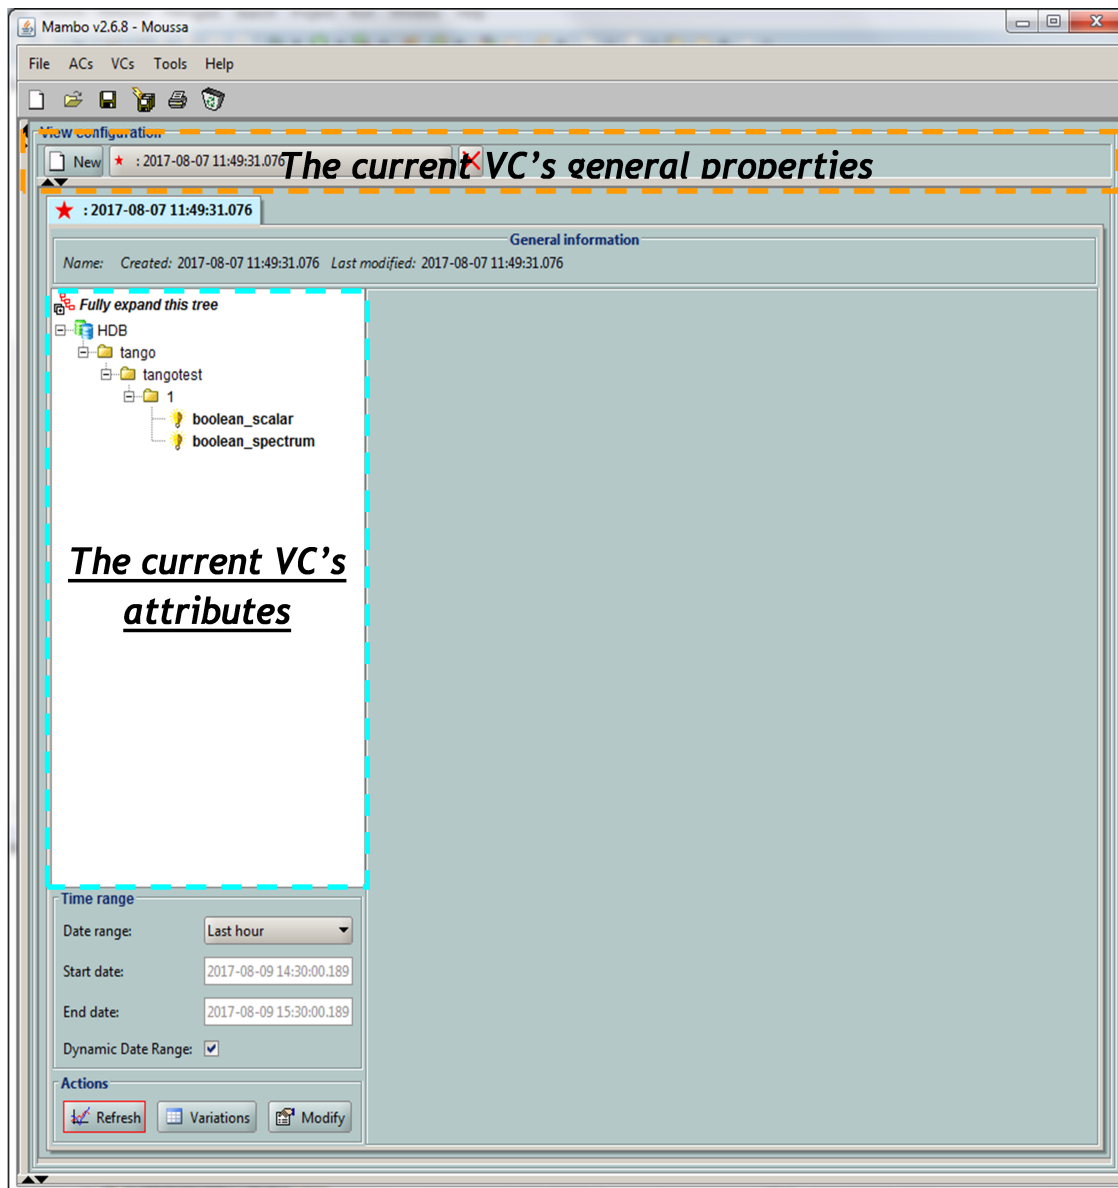 Mambo v2.6.8 - Moussa
File ACs VCs Tools Help
View configuration
New : 2017-08-07 11:49:31.076
The current VC’s general properties
: 2017-08-07 11:49:31.076
General information
Name: Created: 2017-08-07 11:49:31.076 Last modified: 2017-08-07 11:49:31.076
Fully expand this tree
HDB
tango
tangotest
1
boolean_scalar
boolean_spectrum
The current VC’s
attributes
Time range
Date range: Last hour
Start date: 2017-08-09 14:30:00.189
End date: 2017-08-09 15:30:00.189
Dynamic Date Range:
Actions
Refresh Variations Modify